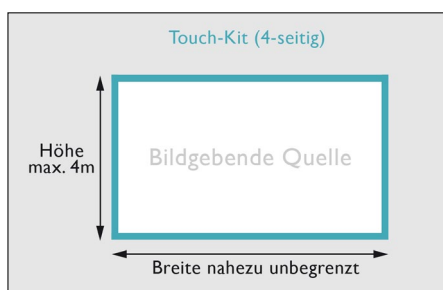 Touch-Kit (4-seitig)
Höhe
max. 4m
Bildgebende Quelle
Breite nahezu unbegrenzt